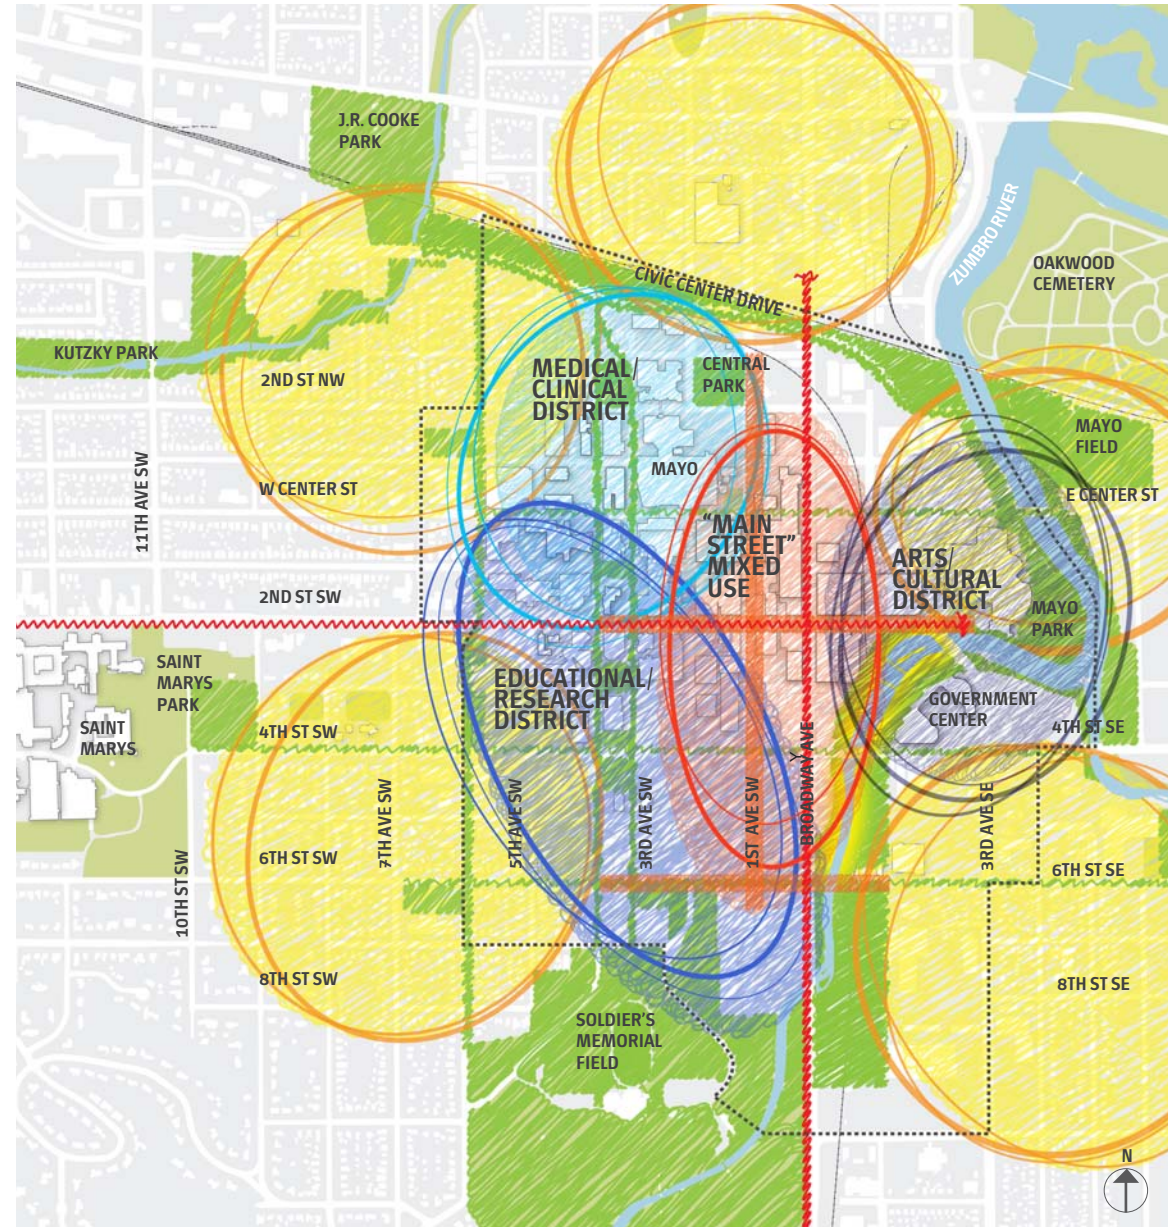 J.R. COOKE
PARK
ZUMBRO RIVER
OAKWOOD
CEMETERY
CIVIC CENTER DRIVE
KUTZKY PARK
2ND ST NW
MEDICAL/
CLINICAL
DISTRICT
CENTRAL
PARK
MAYO
FIELD
MAYO
W CENTER ST
E CENTER ST
11TH AVE SW
"MAIN
STREET"
MIXED
USE
ARTS/
CULTURAL
DISTRICT
2ND ST SW
MAYO
PARK
SAINT
MARYS
PARK
EDUCATIONAL/
RESEARCH
DISTRICT
GOVERNMENT
CENTER
SAINT
MARYS
4TH ST SW
4TH ST SE
7TH AVE SW
5TH AVE SW
3RD AVE SW
1ST AVE SW
BROADWAY AVE
Y
3RD AVE SE
6TH ST SW
6TH ST SE
10TH ST SW
8TH ST SW
8TH ST SE
SOLDIER'S
MEMORIAL
FIELD
N